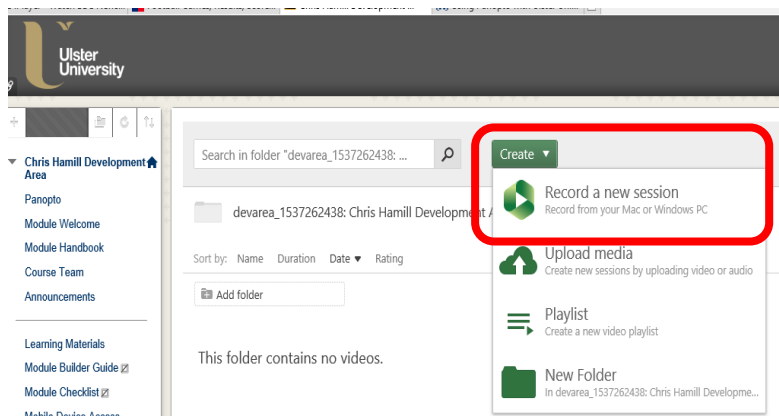 Ulster
University
Chris Hamill Development
Area
Panopto
Module Welcome
Module Handbook
Course Team
Announcements
Learning Materials
Module Builder Guide
Module Checklist
Mobile Device Access
Search in folder "devarea_1537262438: ...
Create
devarea_1537262438: Chris Hamill Development A
Sort by: Name Duration Date Rating
Add folder
This folder contains no videos.
Record a new session
Record from your Mac or Windows PC
Upload media
Create new sessions by uploading video or audio
Playlist
Create a new video playlist
New Folder
In devarea_1537262438: Chris Hamill Developme...